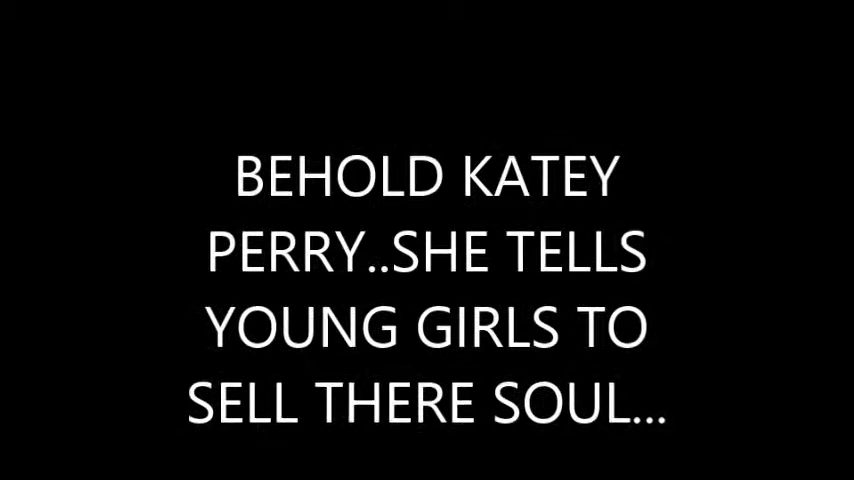 BEHOLD KATEY
PERRY..SHE TELLS
YOUNG GIRLS TO
SELL THERE SOUL...